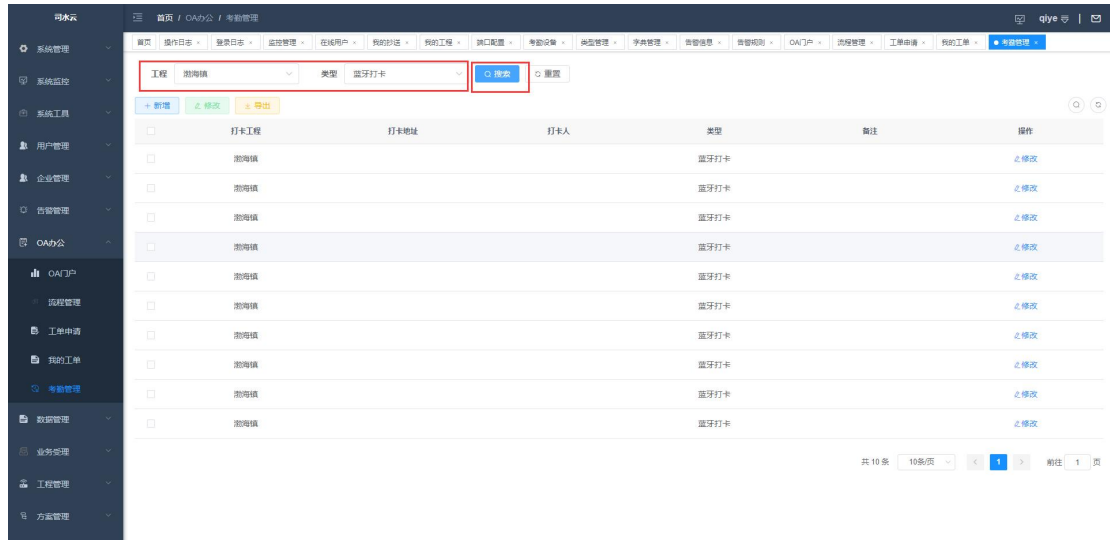 司水云
首页 / OA办公 / 考勤管理
qiye
首页 操作日志 × 登录日志 × 监控管理 × 在线用户 × 我的抄送 × 我的工程 × 端口配置 × 考勤设备 × 类型管理 × 字典管理 × 告警信息 × 告警规则 × OA门户 × 流程管理 × 工单申请 × 我的工单 × 考勤管理 ×
系统管理
系统监控
系统工具
用户管理
企业管理
告警管理
OA办公
OA门户
流程管理
工单申请
我的工单
考勤管理
数据管理
业务受理
工程管理
方案管理
工程 渤海镇 类型 蓝牙打卡 搜索 重置
+ 新增 修改 导出
打卡工程 打卡地址 打卡人 类型 备注 操作
渤海镇 蓝牙打卡 修改
渤海镇 蓝牙打卡 修改
渤海镇 蓝牙打卡 修改
渤海镇 蓝牙打卡 修改
渤海镇 蓝牙打卡 修改
渤海镇 蓝牙打卡 修改
渤海镇 蓝牙打卡 修改
渤海镇 蓝牙打卡 修改
渤海镇 蓝牙打卡 修改
渤海镇 蓝牙打卡 修改
共 10 条 10条/页 < 1 > 前往 1 页